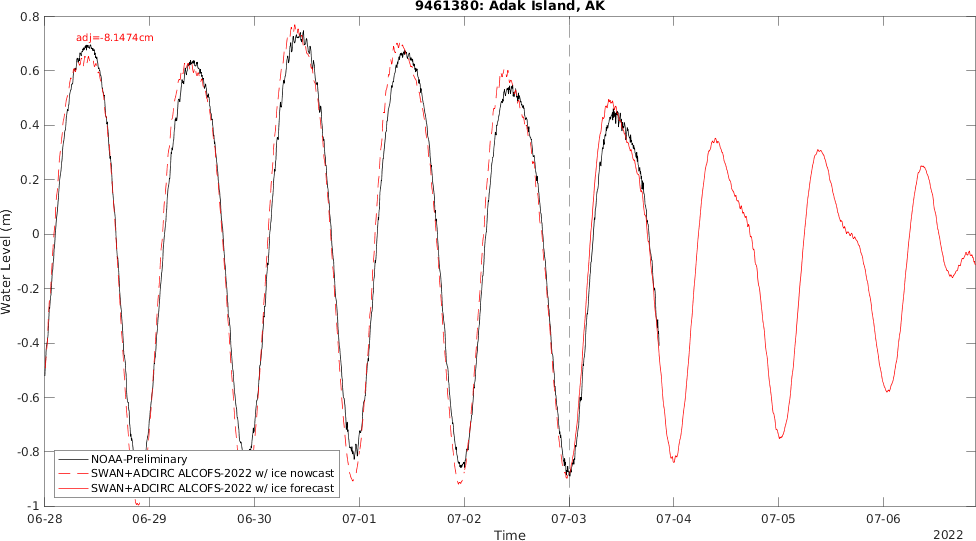 9461380: Adak Island, AK
adj=-8.1474cm
0.8
0.6
0.4
0.2
0
-0.2
-0.4
-0.6
-0.8
-1
Water Level (m)
NOAA-Preliminary
SWAN+ADCIRC ALCOFS-2022 w/ ice nowcast
SWAN+ADCIRC ALCOFS-2022 w/ ice forecast
06-28 06-29 06-30 07-01 07-02 07-03 07-04 07-05 07-06
Time
2022